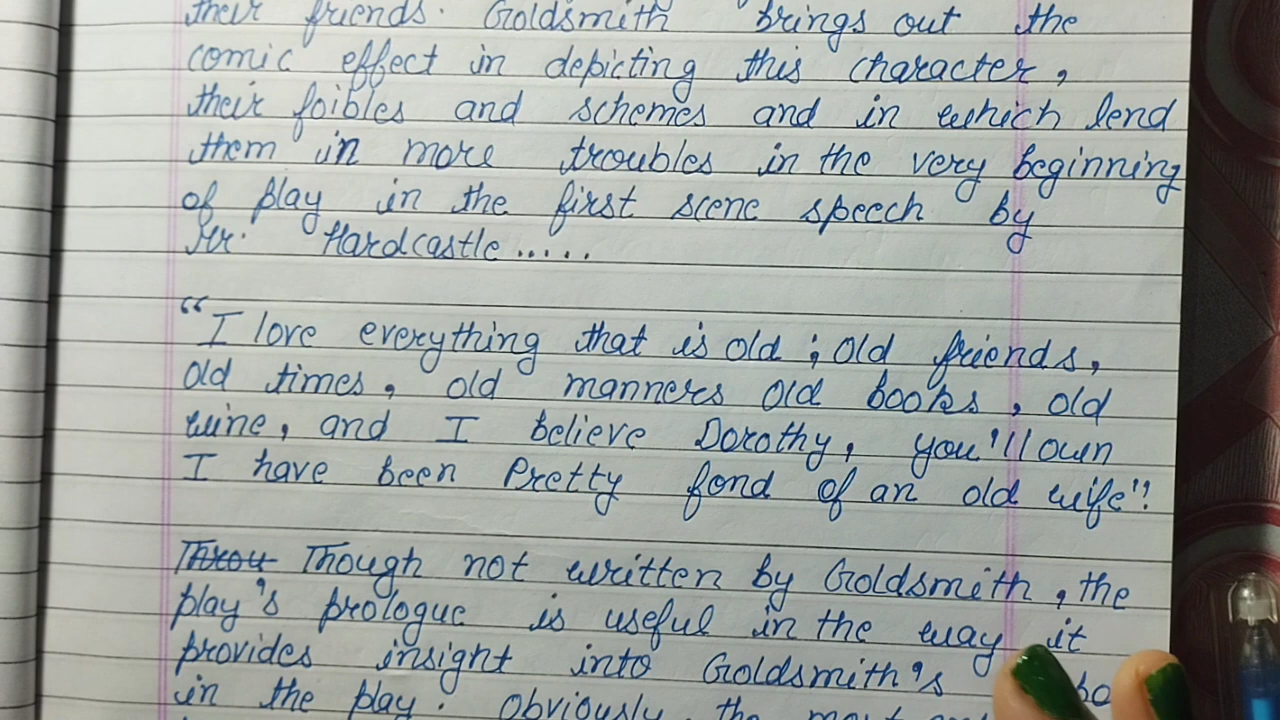 their friends. Goldsmith brings out the
comic effect in depicting this character,
their foibles and schemes and in which lend
them in more troubles in the very beginning
of play in the first scene speech by
Mr. Hardcastle.....
"I love everything that is old; old friends,
old times, old manners old books, old
wine, and I believe Dorothy, you'll own
I have been Pretty fond of an old wife"!
Throu Though not written by Goldsmith, the
play's prologue is useful in the way it
provides insight into Goldsmith's
in the play. Obviously, the most